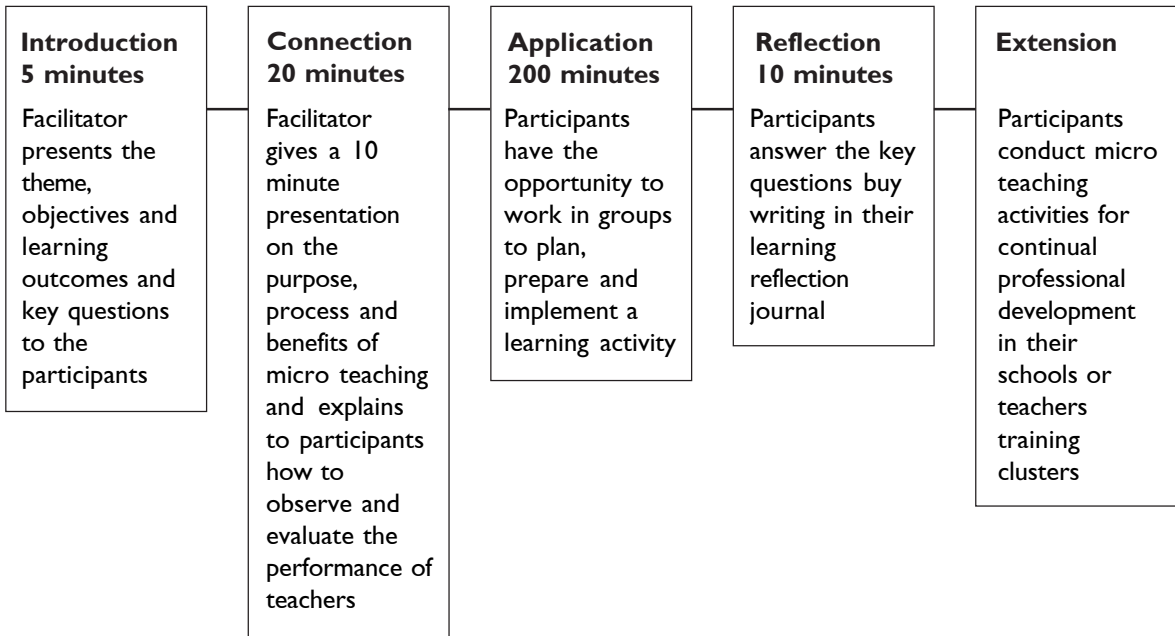 Introduction
5 minutes
Facilitator
presents the
theme,
objectives and
learning
outcomes and
key questions
to the
participants
Connection
20 minutes
Facilitator
gives a 10
minute
presentation
on the
purpose,
process and
benefits of
micro teaching
and explains
to participants
how to
observe and
evaluate the
performance of
teachers
Application
200 minutes
Participants
have the
opportunity to
work in groups
to plan,
prepare and
implement a
learning activity
Reflection
10 minutes
Participants
answer the key
questions buy
writing in their
learning
reflection
journal
Extension
Participants
conduct micro
teaching
activities for
continual
professional
development
in their
schools or
teachers
training
clusters